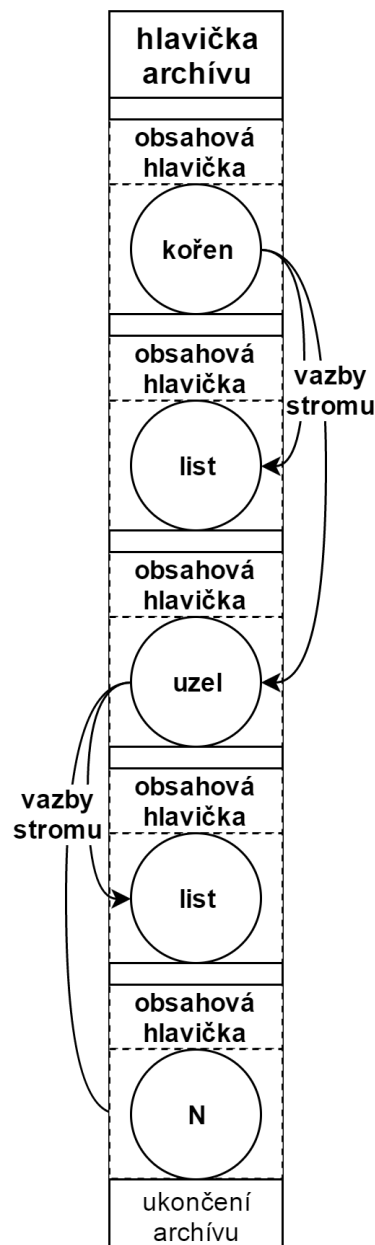 hlavička
archívu
obsahová
hlavička
kořen
vazby
stromu
obsahová
hlavička
list
obsahová
hlavička
uzel
vazby
stromu
obsahová
hlavička
list
obsahová
hlavička
N
ukončení
archívu